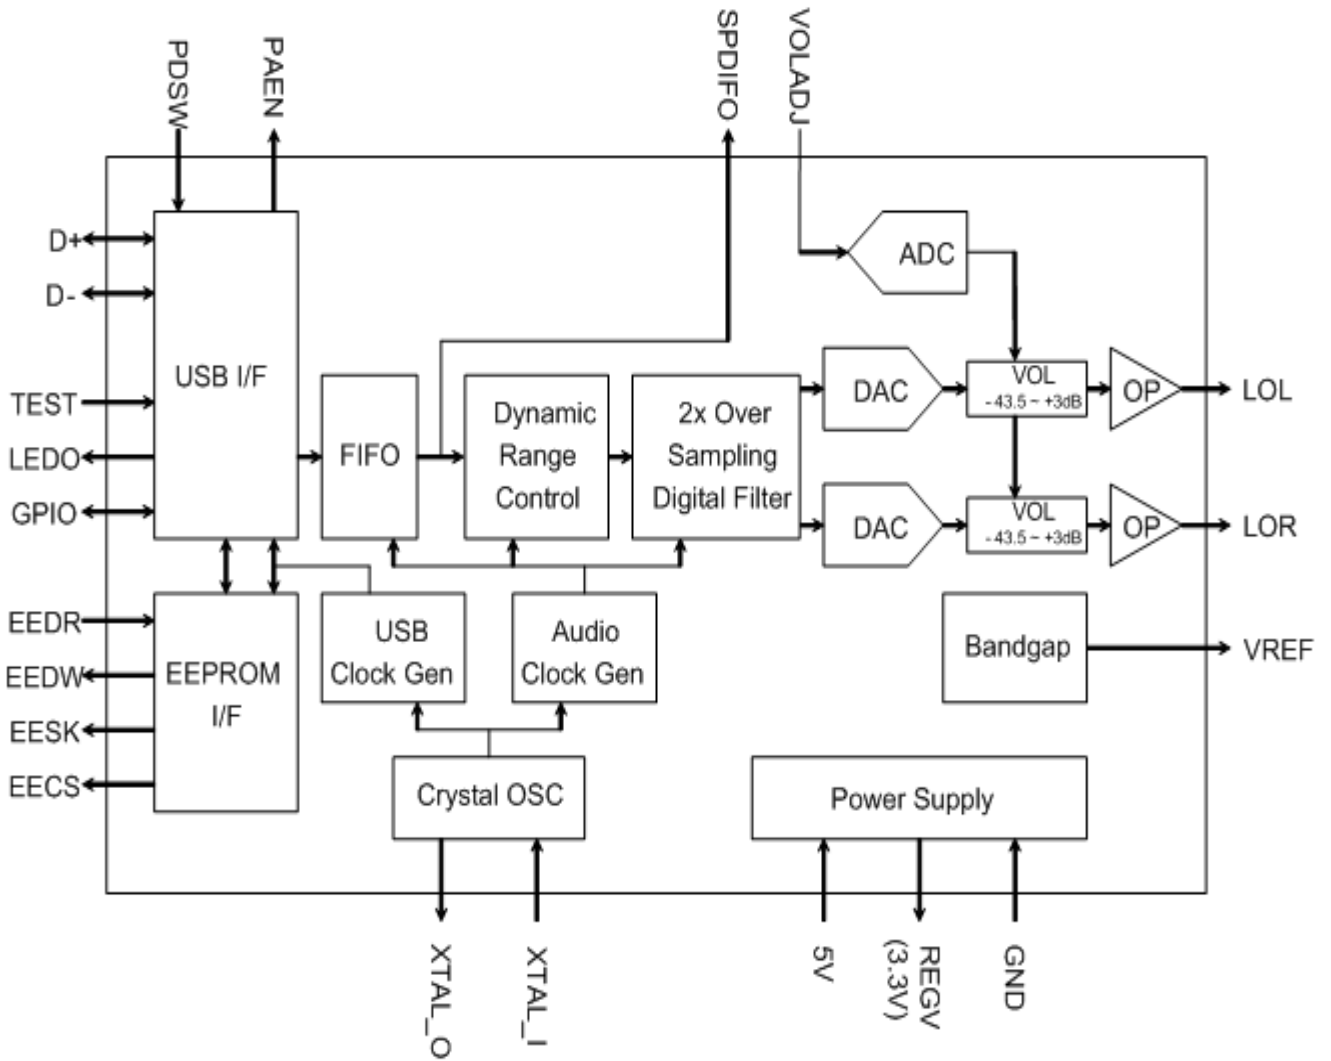 PDSW
PAEN
SPDIFO
VOLADJ
D+
D-
TEST
LEDO
GPIO
EEDR
EEDW
EESK
EECS
USB I/F
EEPROM
I/F
FIFO
Dynamic
Range
Control
2x Over
Sampling
Digital Filter
ADC
DAC
VOL
- 43.5 ~ +3dB
OP
LOL
DAC
VOL
- 43.5 ~ +3dB
OP
LOR
USB
Clock Gen
Audio
Clock Gen
Bandgap
VREF
Crystal OSC
Power Supply
XTAL_O
XTAL_I
5V
REGV
(3.3V)
GND